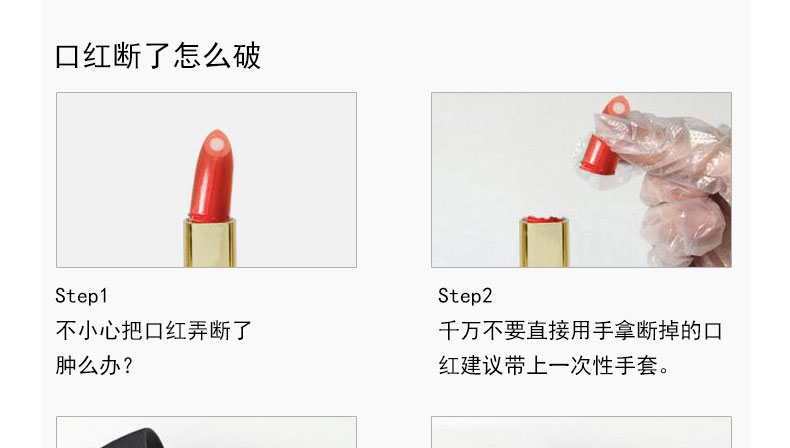 口红断了怎么破
Step1
不小心把口红弄断了
肿么办？
Step2
千万不要直接用手拿断掉的口
红建议带上一次性手套。